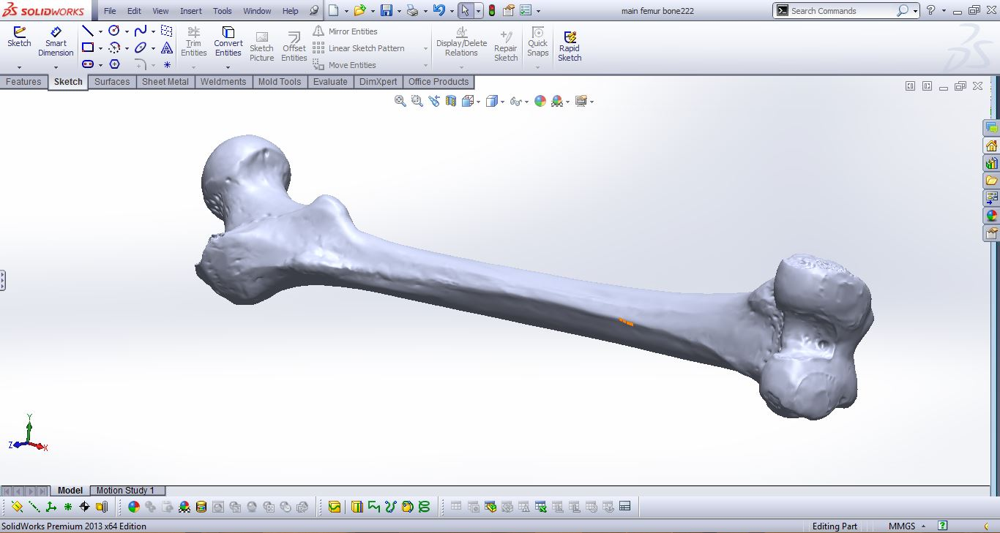 SOLIDWORKS File Edit View Insert Tools Window Help main femur bone222 Search Commands ?
Sketch Smart Dimension Trim Entities Convert Entities Sketch Picture Offset Entities Mirror Entities Display/Delete Relations Repair Sketch Quick Snaps Rapid Sketch
Linear Sketch Pattern
Move Entities
Features Sketch Surfaces Sheet Metal Weldments Mold Tools Evaluate DimXpert Office Products
Y
Z X
Model Motion Study 1
SolidWorks Premium 2013 x64 Edition Editing Part MMGS ?